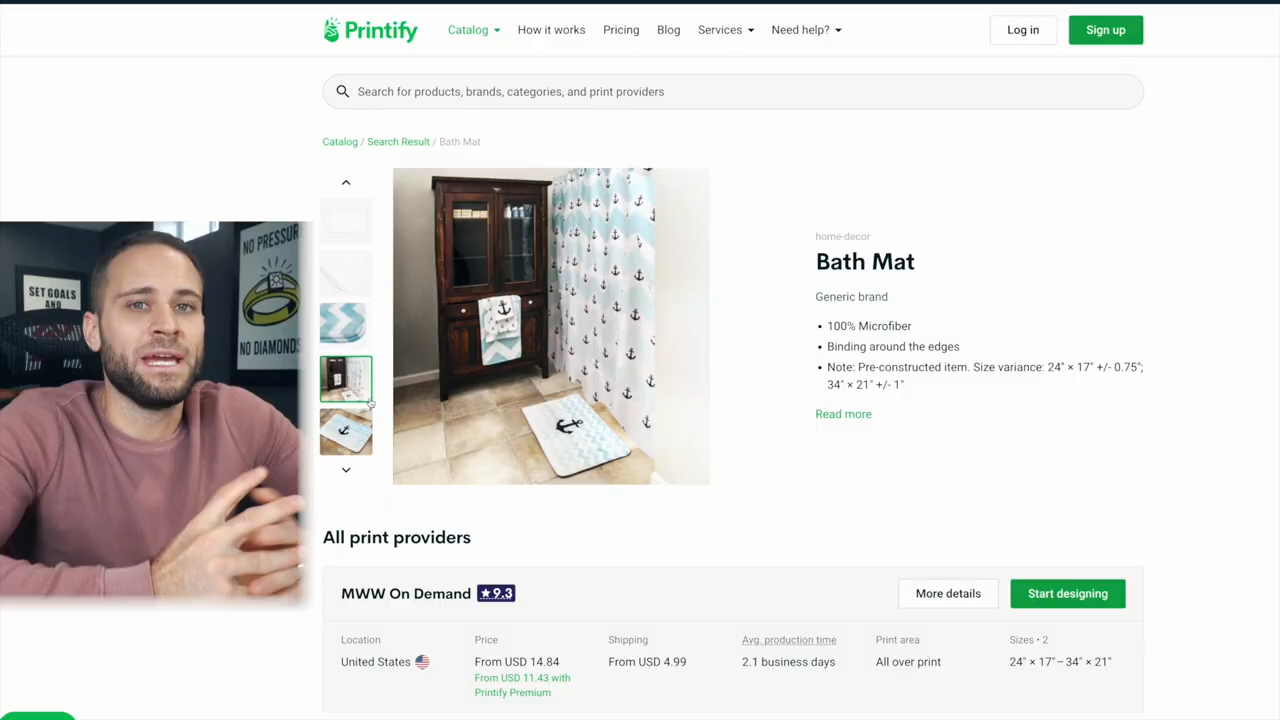 Printify
Catalog
How it works
Pricing
Blog
Services
Need help?
Log in
Sign up
Search for products, brands, categories, and print providers
Catalog / Search Result / Bath Mat
NO PRESSURE
NO DIAMONDS
SET GOALS
AND
home-decor
Bath Mat
Generic brand
• 100% Microfiber
• Binding around the edges
• Note: Pre-constructed item. Size variance: 24" × 17" +/- 0.75";
34" × 21" +/- 1"
Read more
All print providers
MWW On Demand ★ 9.3
More details
Start designing
Location
Price
Shipping
Avg. production time
Print area
Sizes • 2
United States
From USD 14.84
From USD 4.99
2.1 business days
All over print
24" × 17" – 34" × 21"
From USD 11.43 with
Printify Premium